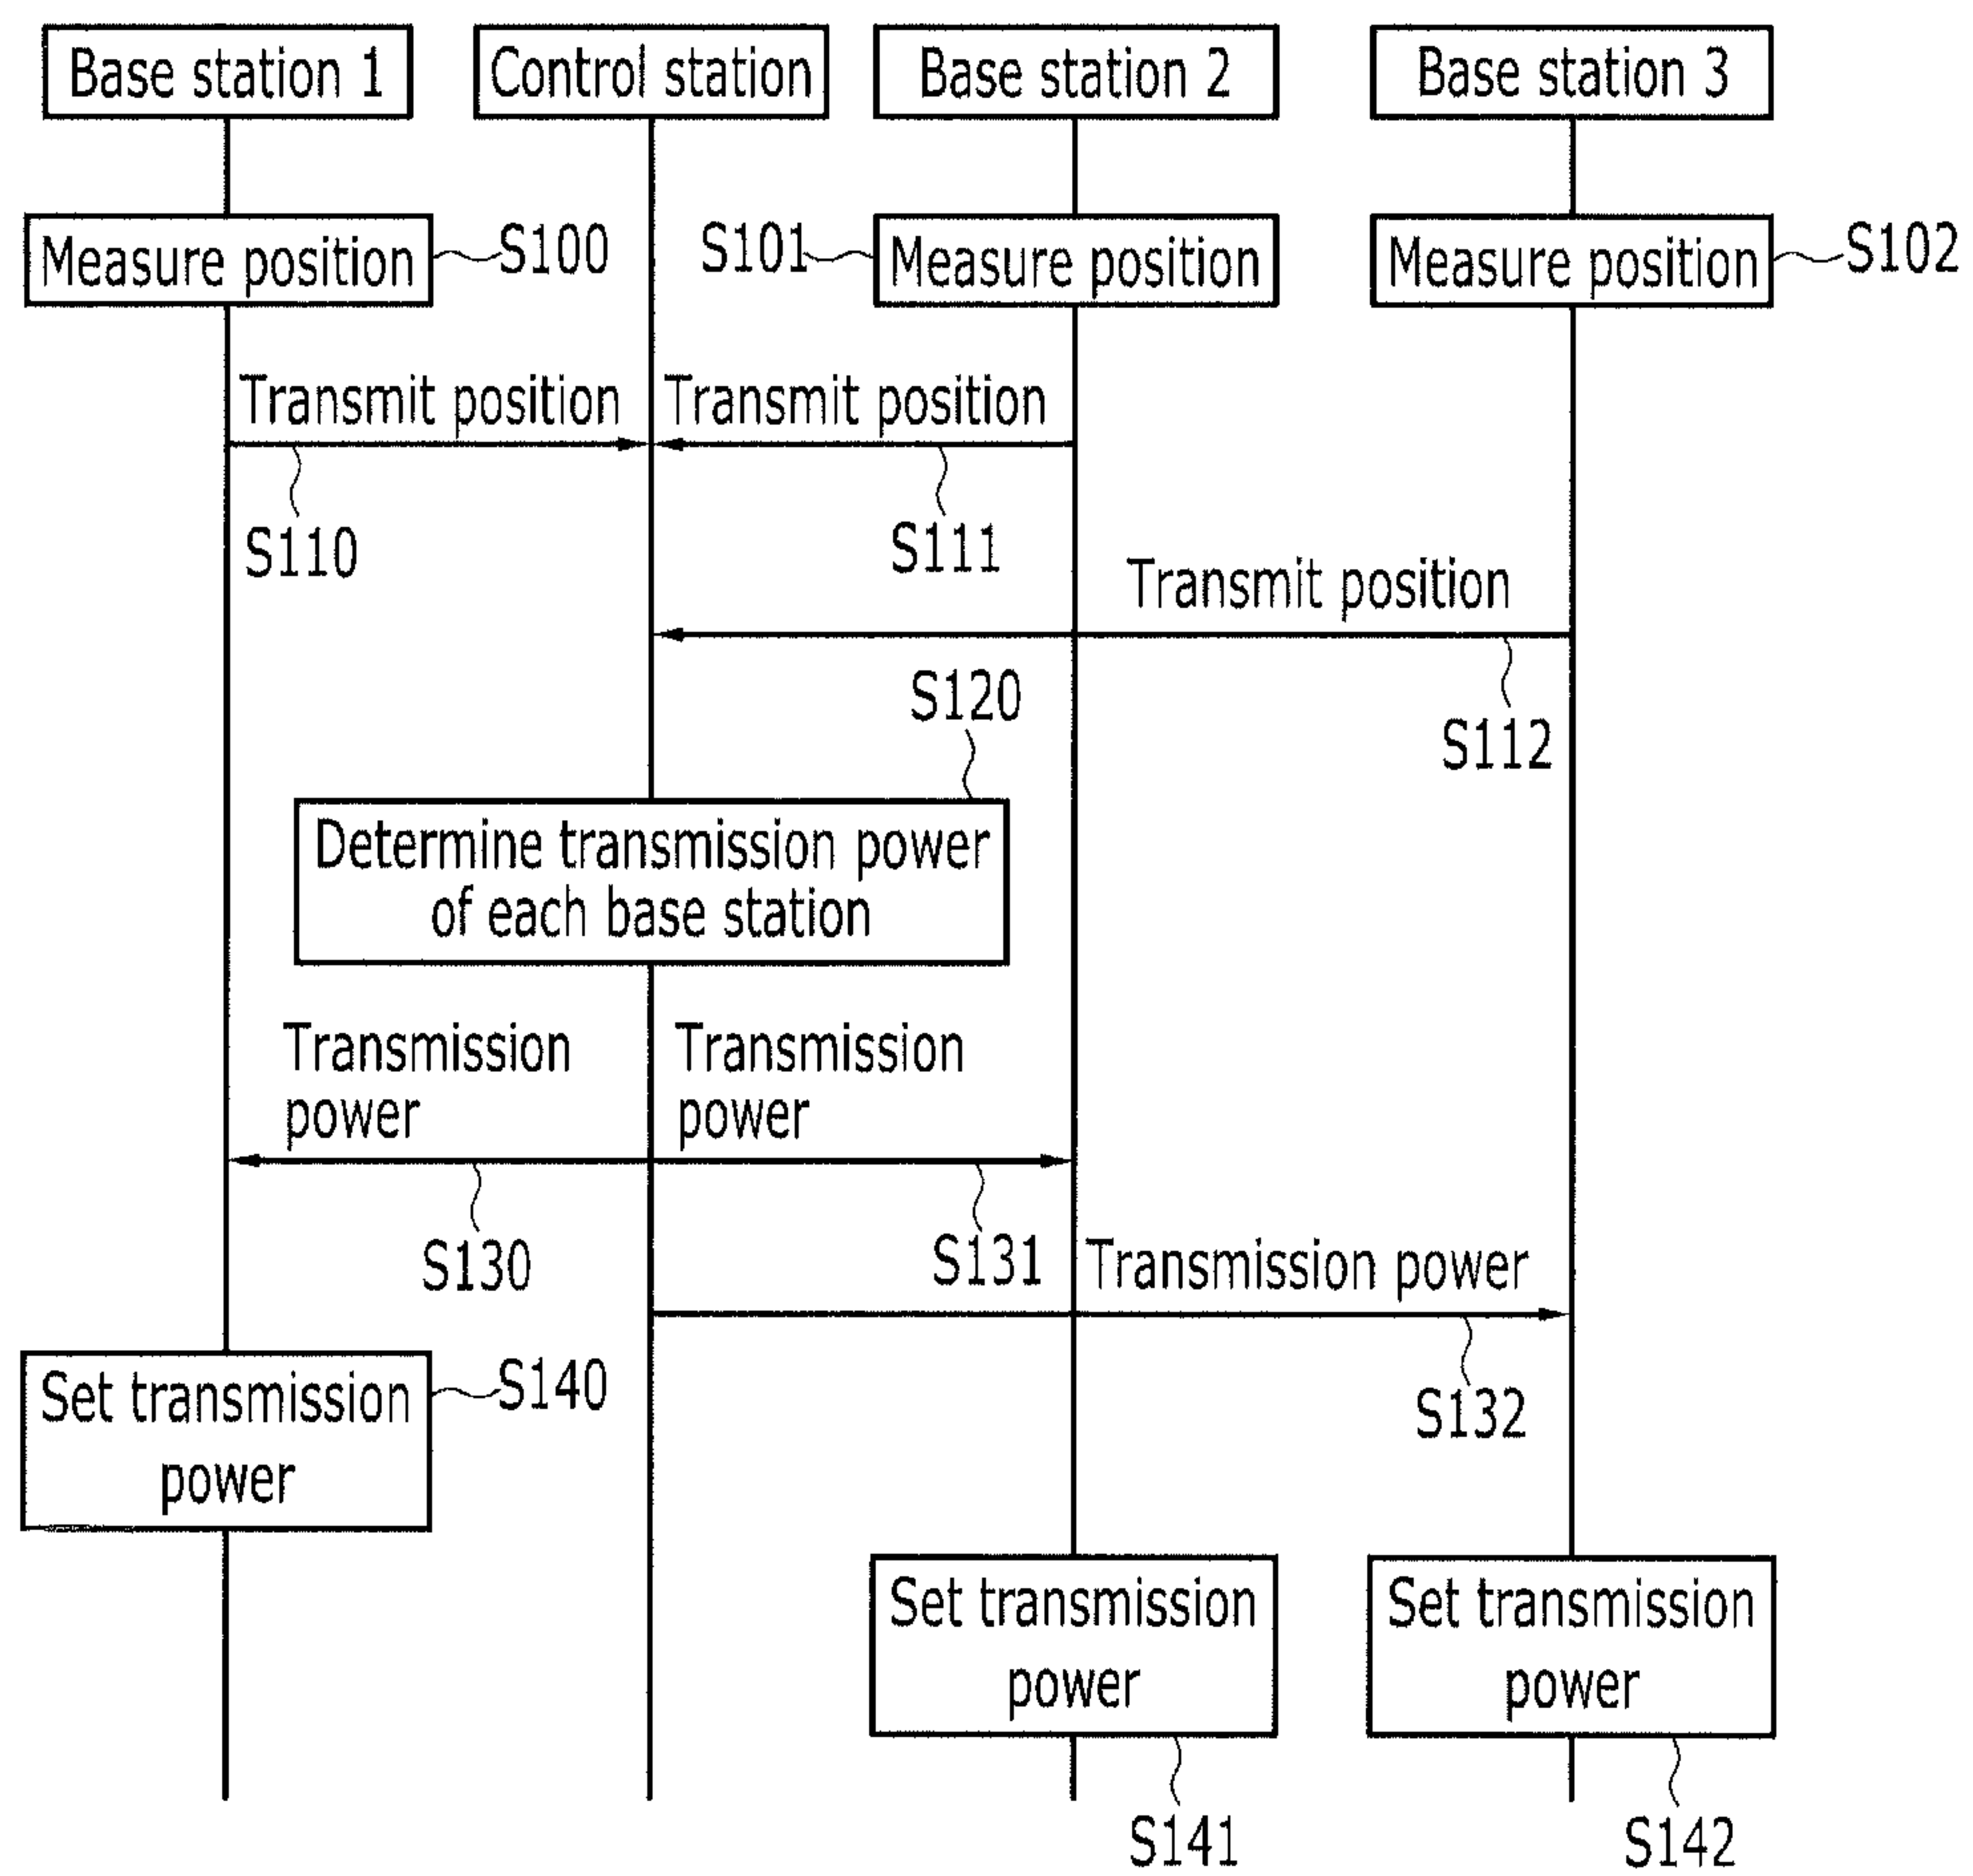 Base station 1
Control station
Base station 2
Base station 3
Measure position
S100
S101
Measure position
Measure position
S102
Transmit position
Transmit position
S110
S111
Transmit position
S112
S120
Determine transmission power
of each base station
Transmission
power
Transmission
power
S130
S131
Transmission power
S132
Set transmission
power
S140
Set transmission
power
Set transmission
power
S141
S142